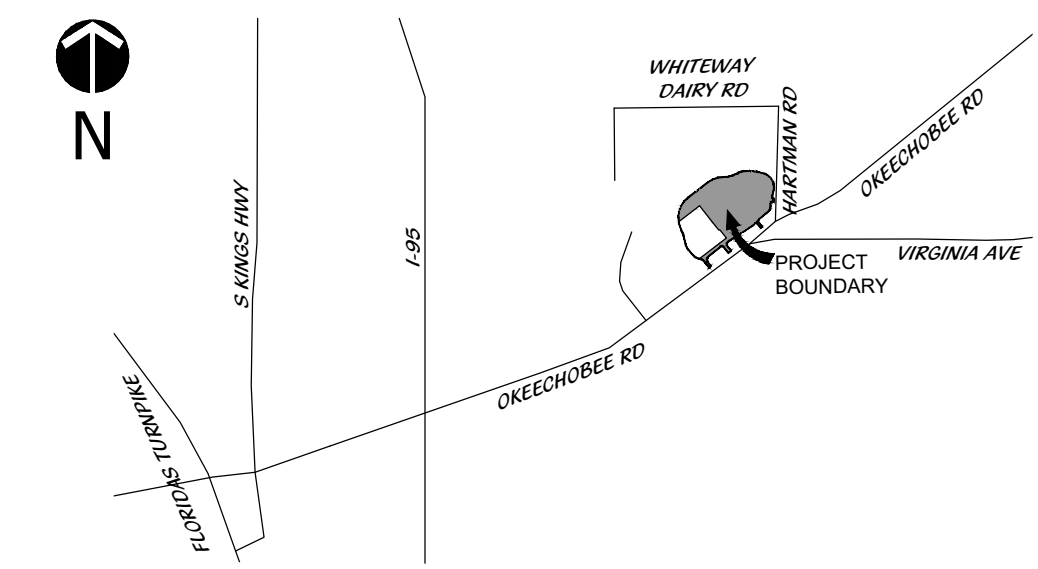 N
WHITEWAY
DAIRY RD
HARTMAN RD
OKEECHOBEE RD
S KINGS HWY
I-95
VIRGINIA AVE
PROJECT
BOUNDARY
OKEECHOBEE RD
FLORIDAS TURNPIKE